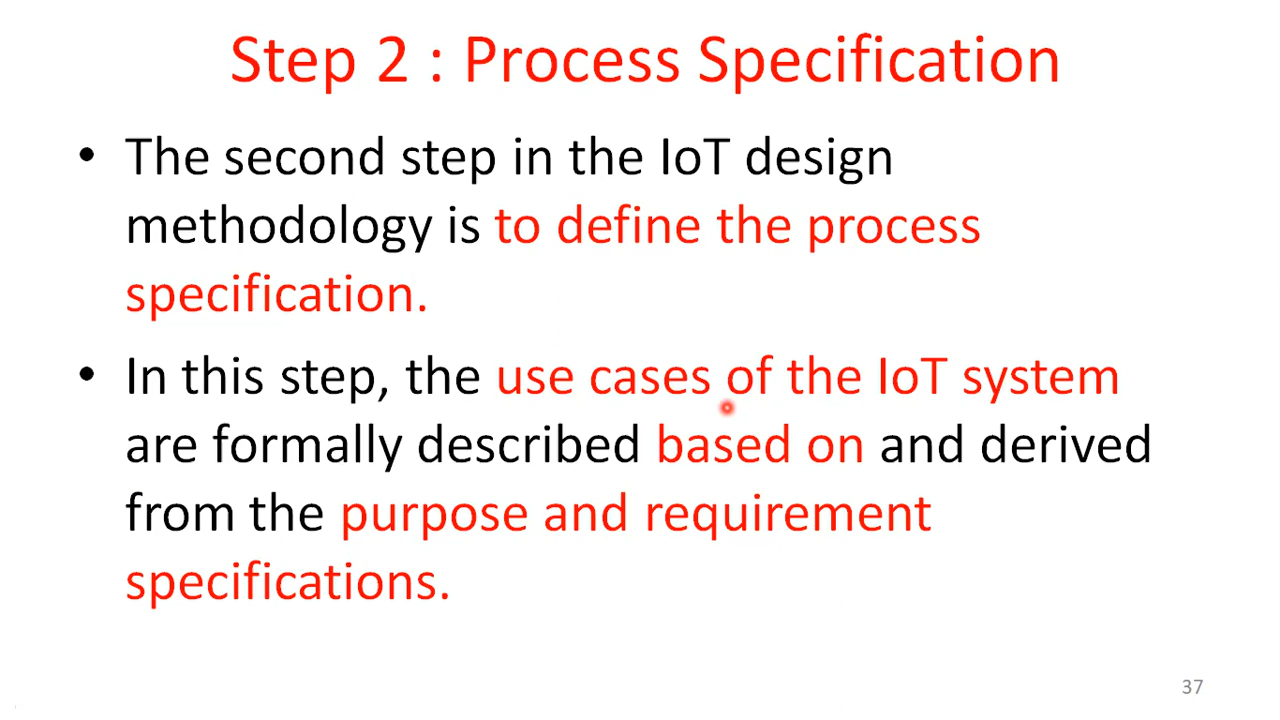 Step 2 : Process Specification
• The second step in the IoT design
methodology is to define the process
specification.
• In this step, the use cases of the IoT system
are formally described based on and derived
from the purpose and requirement
specifications.
37